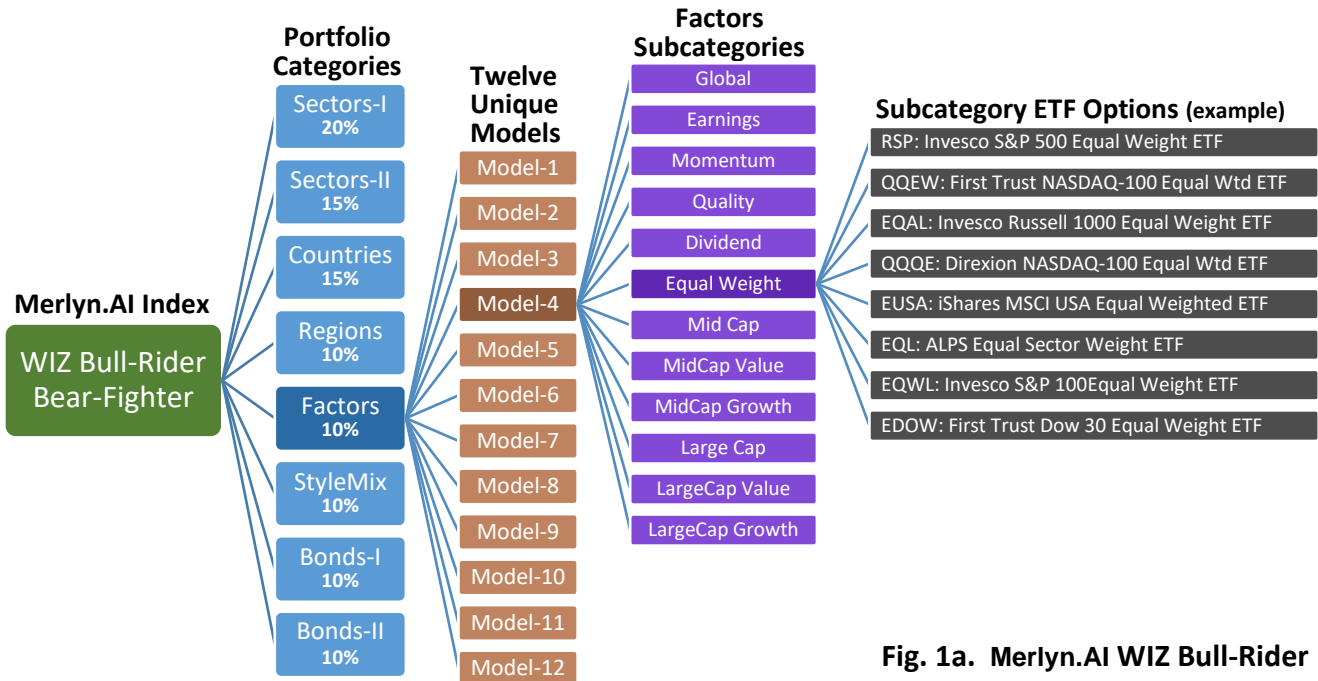 Merlyn.AI Index
WIZ Bull-Rider
Bear-Fighter
Portfolio
Categories
Sectors-I
20%
Sectors-II
15%
Countries
15%
Regions
10%
Factors
10%
StyleMix
10%
Bonds-I
10%
Bonds-II
10%
Twelve
Unique
Models
Model-1
Model-2
Model-3
Model-4
Model-5
Model-6
Model-7
Model-8
Model-9
Model-10
Model-11
Model-12
Factors
Subcategories
Global
Earnings
Momentum
Quality
Dividend
Equal Weight
Mid Cap
MidCap Value
MidCap Growth
Large Cap
LargeCap Value
LargeCap Growth
Subcategory ETF Options (example)
RSP: Invesco S&P 500 Equal Weight ETF
QQEW: First Trust NASDAQ-100 Equal Wtd ETF
EQAL: Invesco Russell 1000 Equal Weight ETF
QQQE: Direxion NASDAQ-100 Equal Wtd ETF
EUSA: iShares MSCI USA Equal Weighted ETF
EQL: ALPS Equal Sector Weight ETF
EQWL: Invesco S&P 100Equal Weight ETF
EDOW: First Trust Dow 30 Equal Weight ETF
Fig. 1a. Merlyn.AI WIZ Bull-Rider